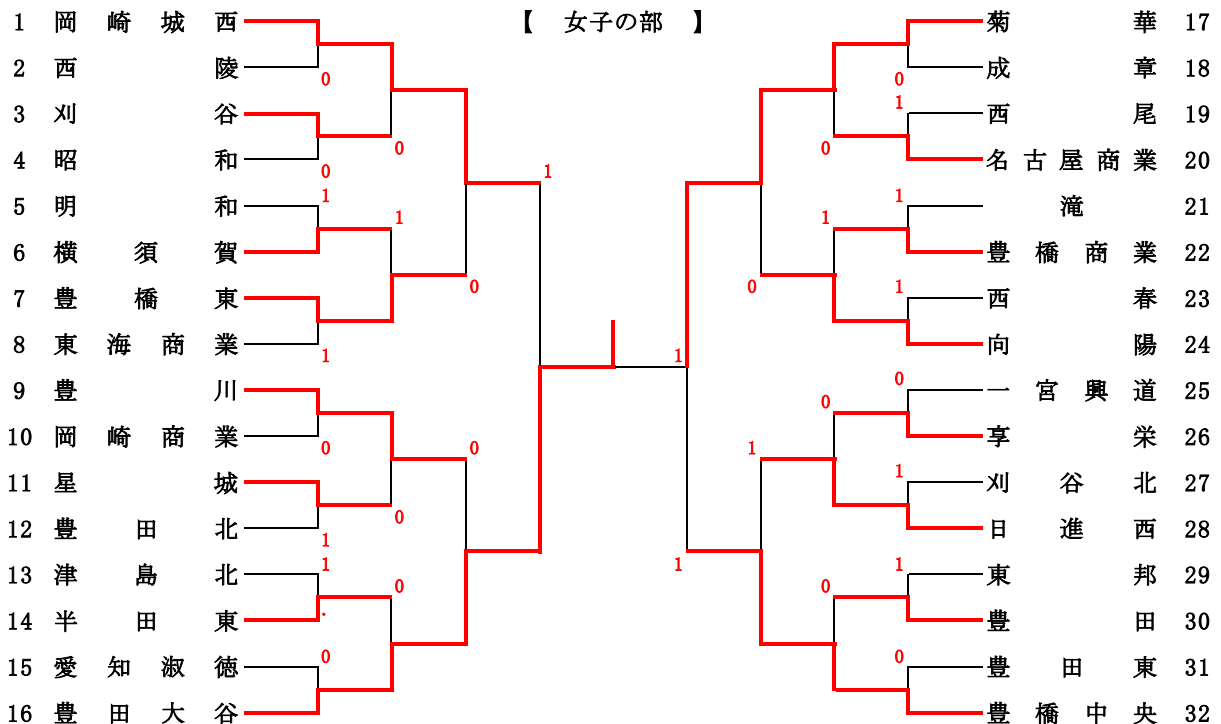 【 女子の部 】
1 岡崎城西
2 西陵
0
3 刈谷
0
4 昭和
0
1
5 明和
1
1
6 横須賀
0
7 豊橋東
8 東海商業
1
9 豊川
10 岡崎商業
0
0
11 星城
0
12 豊田北
1
13 津島北
1
0
14 半田東
15 愛知淑徳
0
16 豊田大谷
菊華 17
成章 18
0
1
西尾 19
0
名古屋商業 20
滝 21
1
1
豊橋商業 22
0
西春 23
1
向陽 24
1
一宮興道 25
0
0
享栄 26
1
刈谷北 27
1
日進西 28
1
東邦 29
1
0
豊田 30
豊田東 31
0
豊橋中央 32